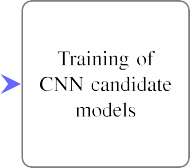 Training of
CNN candidate
models